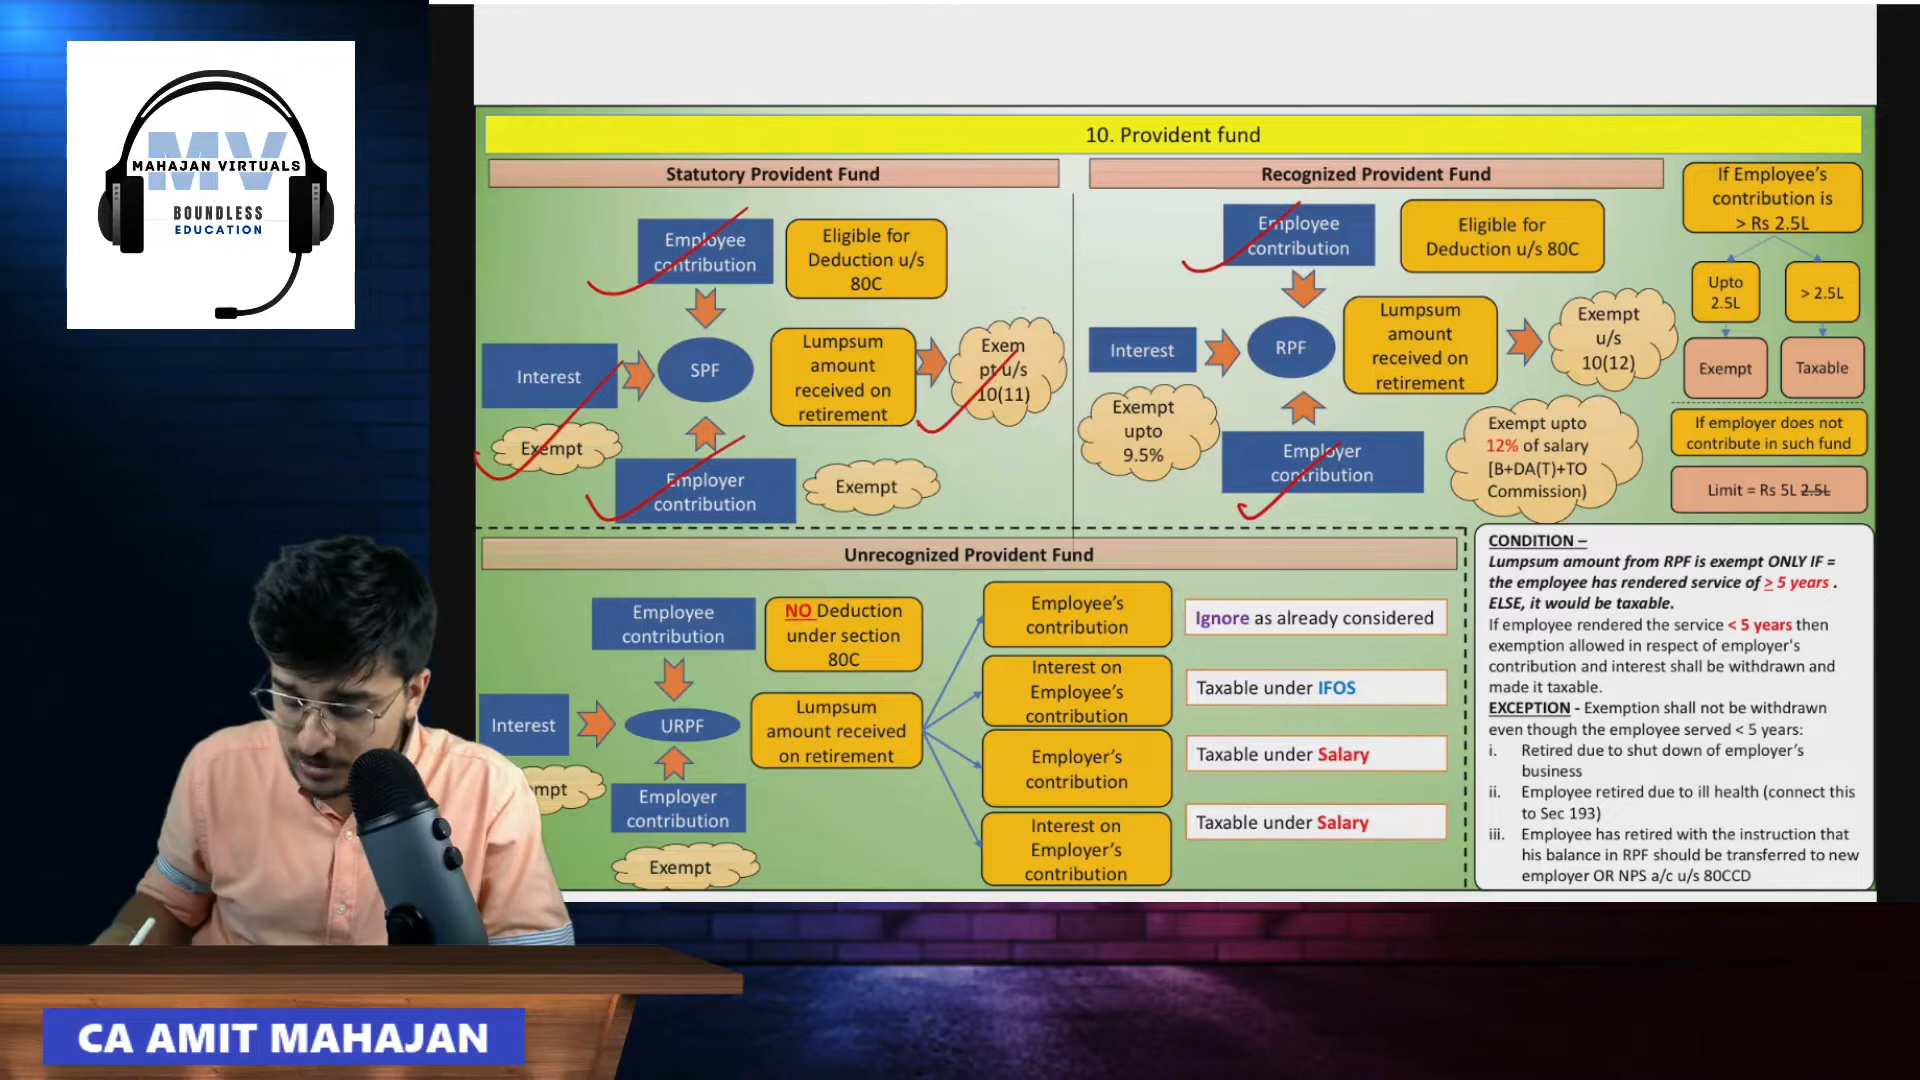 MV
MAHAJAN VIRTUALS
BOUNDLESS
EDUCATION
10. Provident fund
Statutory Provident Fund
Employee
contribution
Eligible for
Deduction u/s
80C
Interest
SPF
Lumpsum
amount
received on
retirement
Exem
pt u/s
10(11)
Exempt
Employer
contribution
Exempt
Recognized Provident Fund
Employee
contribution
Eligible for
Deduction u/s 80C
Interest
RPF
Lumpsum
amount
received on
retirement
Exempt
u/s
10(12)
Exempt
upto
9.5%
Employer
contribution
Exempt upto
12% of salary
[B+DA(T)+TO
Commission)
If Employee’s
contribution is
> Rs 2.5L
Upto
2.5L
> 2.5L
Exempt
Taxable
If employer does not
contribute in such fund
Limit = Rs 5L 2.5L
Unrecognized Provident Fund
Employee
contribution
NO Deduction
under section
80C
Interest
URPF
Lumpsum
amount received
on retirement
mpt
Employer
contribution
Exempt
Employee’s
contribution
Ignore as already considered
Interest on
Employee’s
contribution
Taxable under IFOS
Employer’s
contribution
Taxable under Salary
Interest on
Employer’s
contribution
Taxable under Salary
CONDITION –
Lumpsum amount from RPF is exempt ONLY IF =
the employee has rendered service of ≥ 5 years .
ELSE, it would be taxable.
If employee rendered the service < 5 years then
exemption allowed in respect of employer's
contribution and interest shall be withdrawn and
made it taxable.
EXCEPTION - Exemption shall not be withdrawn
even though the employee served < 5 years:
i. Retired due to shut down of employer’s
business
ii. Employee retired due to ill health (connect this
to Sec 193)
iii. Employee has retired with the instruction that
his balance in RPF should be transferred to new
employer OR NPS a/c u/s 80CCD
CA AMIT MAHAJAN